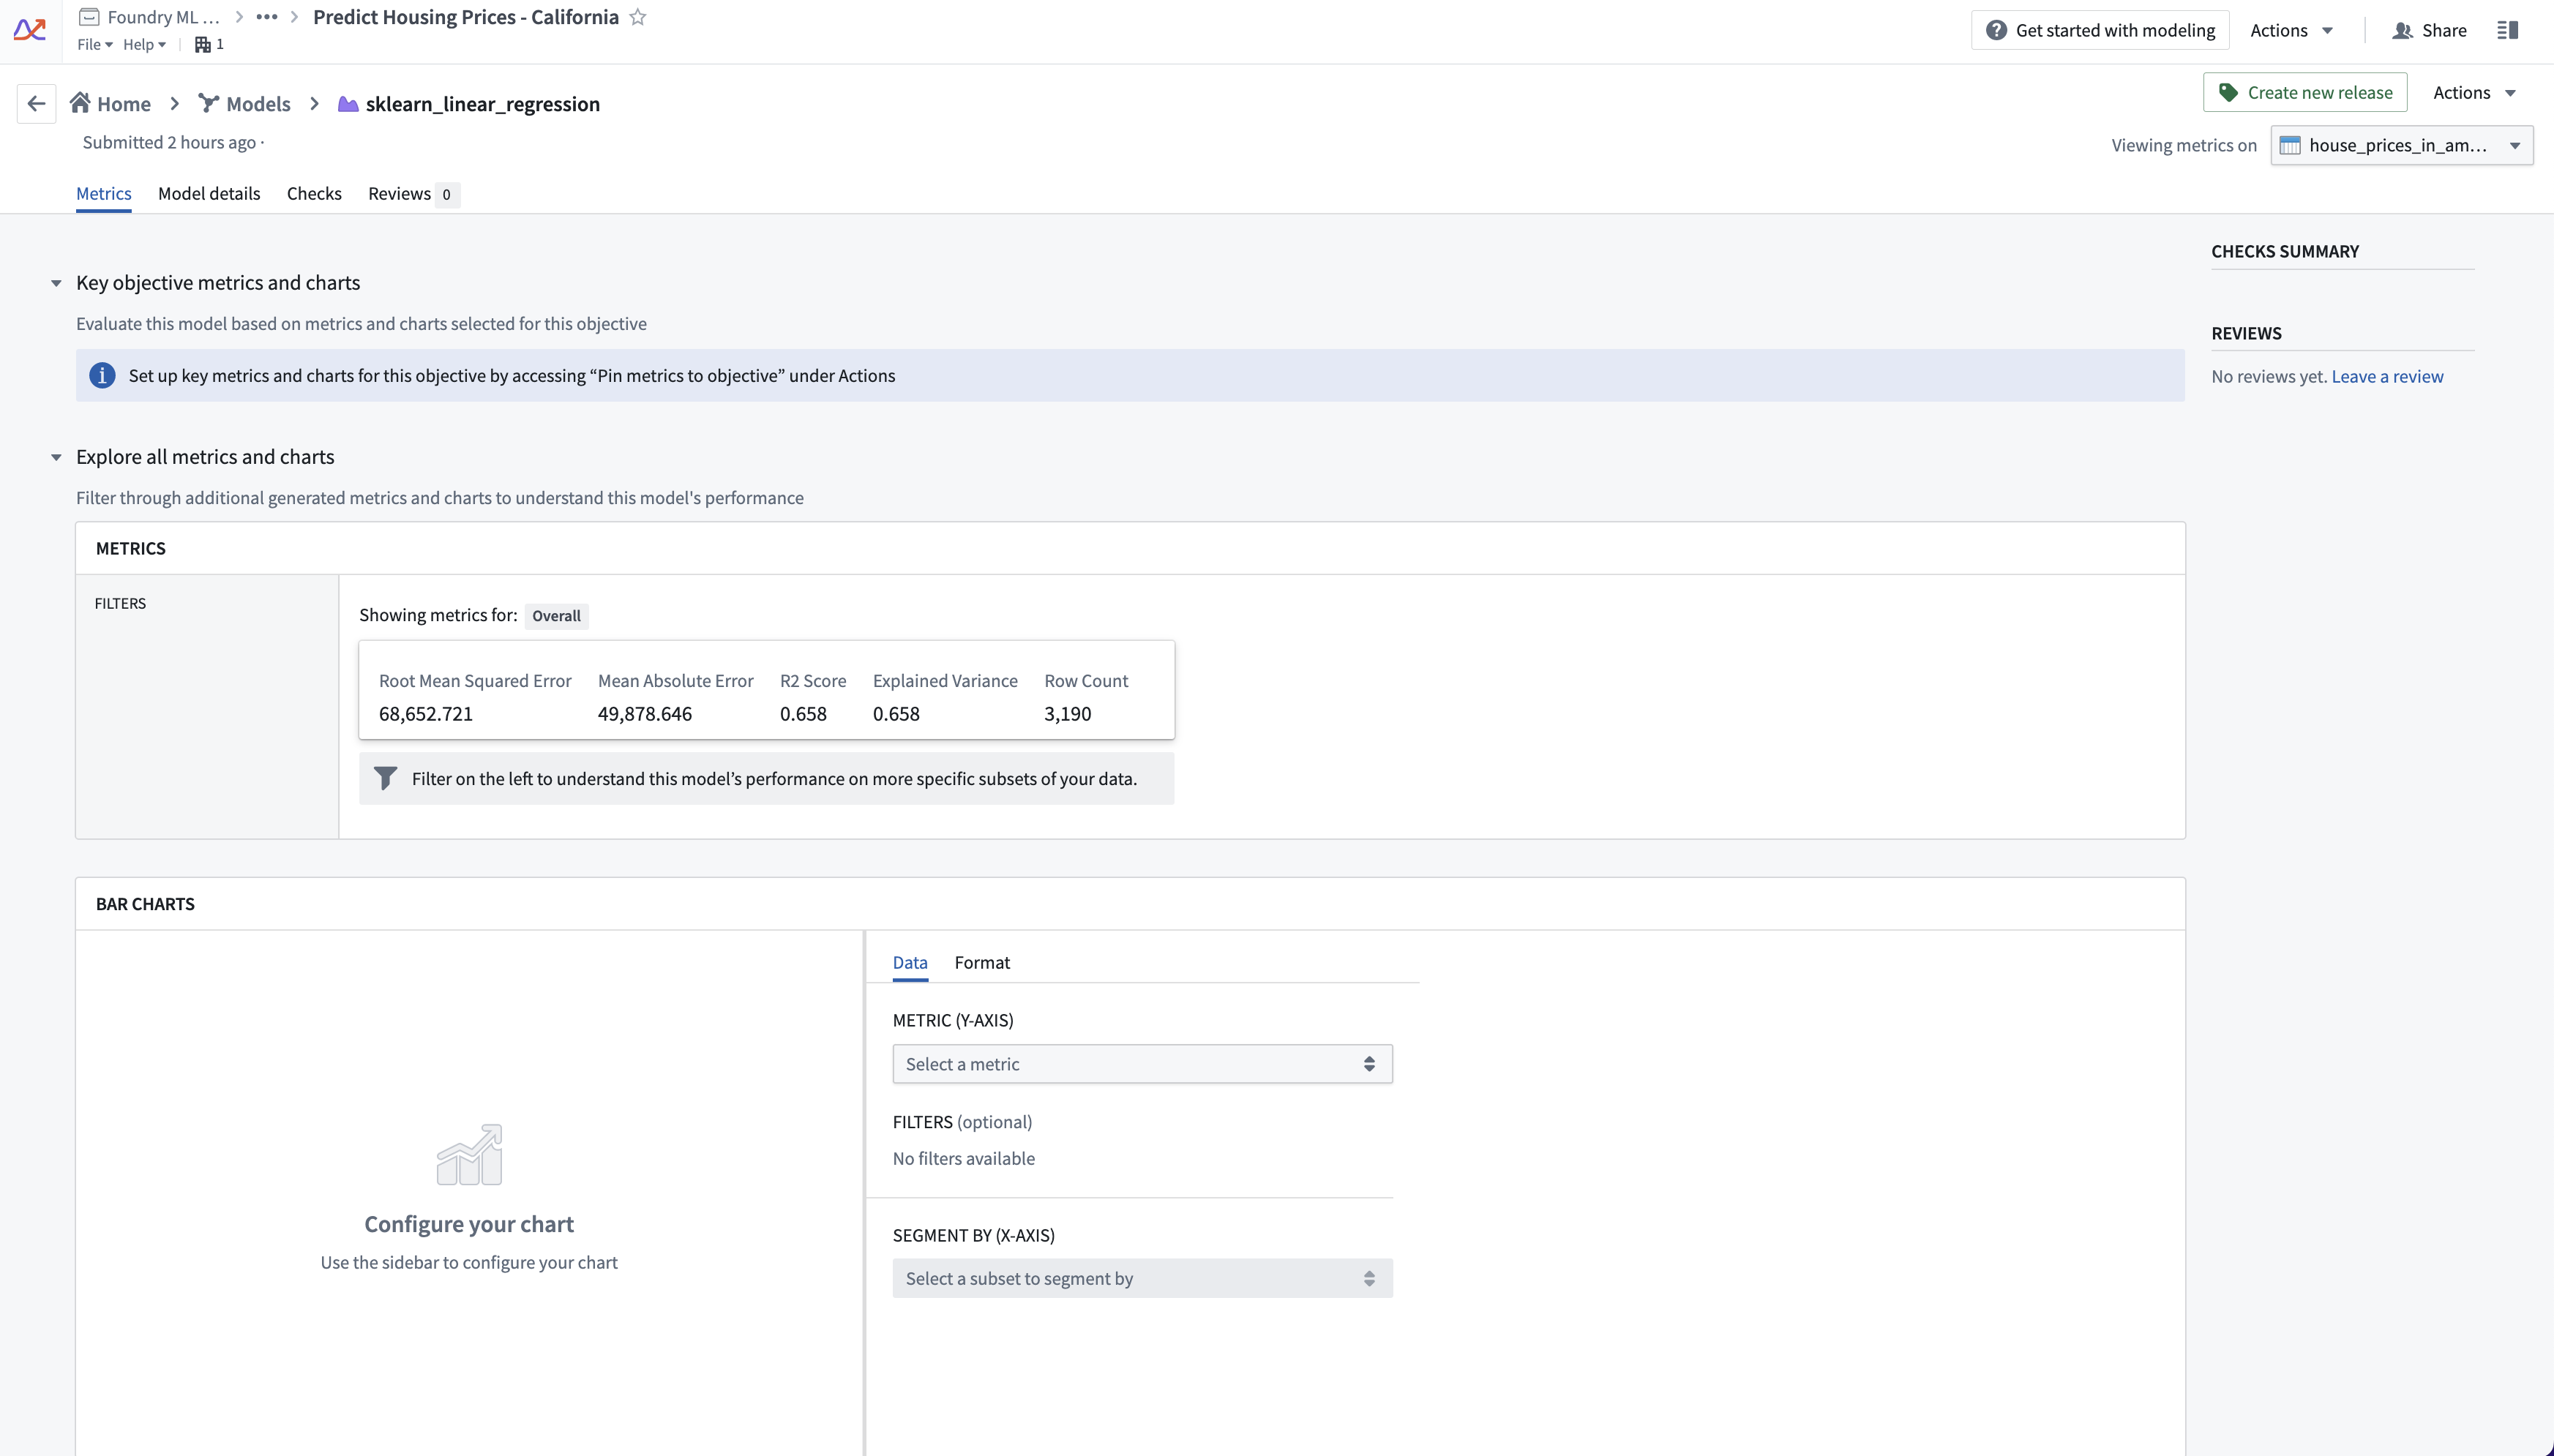 Foundry ML … > ••• > Predict Housing Prices - California
File Help 1
Get started with modeling Actions Share
Home > Models > sklearn_linear_regression
Create new release Actions
Submitted 2 hours ago ·
Viewing metrics on house_prices_in_am…
Metrics Model details Checks Reviews 0
CHECKS SUMMARY
Key objective metrics and charts
Evaluate this model based on metrics and charts selected for this objective
REVIEWS
Set up key metrics and charts for this objective by accessing “Pin metrics to objective” under Actions
No reviews yet. Leave a review
Explore all metrics and charts
Filter through additional generated metrics and charts to understand this model's performance
METRICS
FILTERS
Showing metrics for: Overall
Root Mean Squared Error Mean Absolute Error R2 Score Explained Variance Row Count
68,652.721 49,878.646 0.658 0.658 3,190
Filter on the left to understand this model’s performance on more specific subsets of your data.
BAR CHARTS
Configure your chart
Use the sidebar to configure your chart
Data Format
METRIC (Y-AXIS)
Select a metric
FILTERS (optional)
No filters available
SEGMENT BY (X-AXIS)
Select a subset to segment by